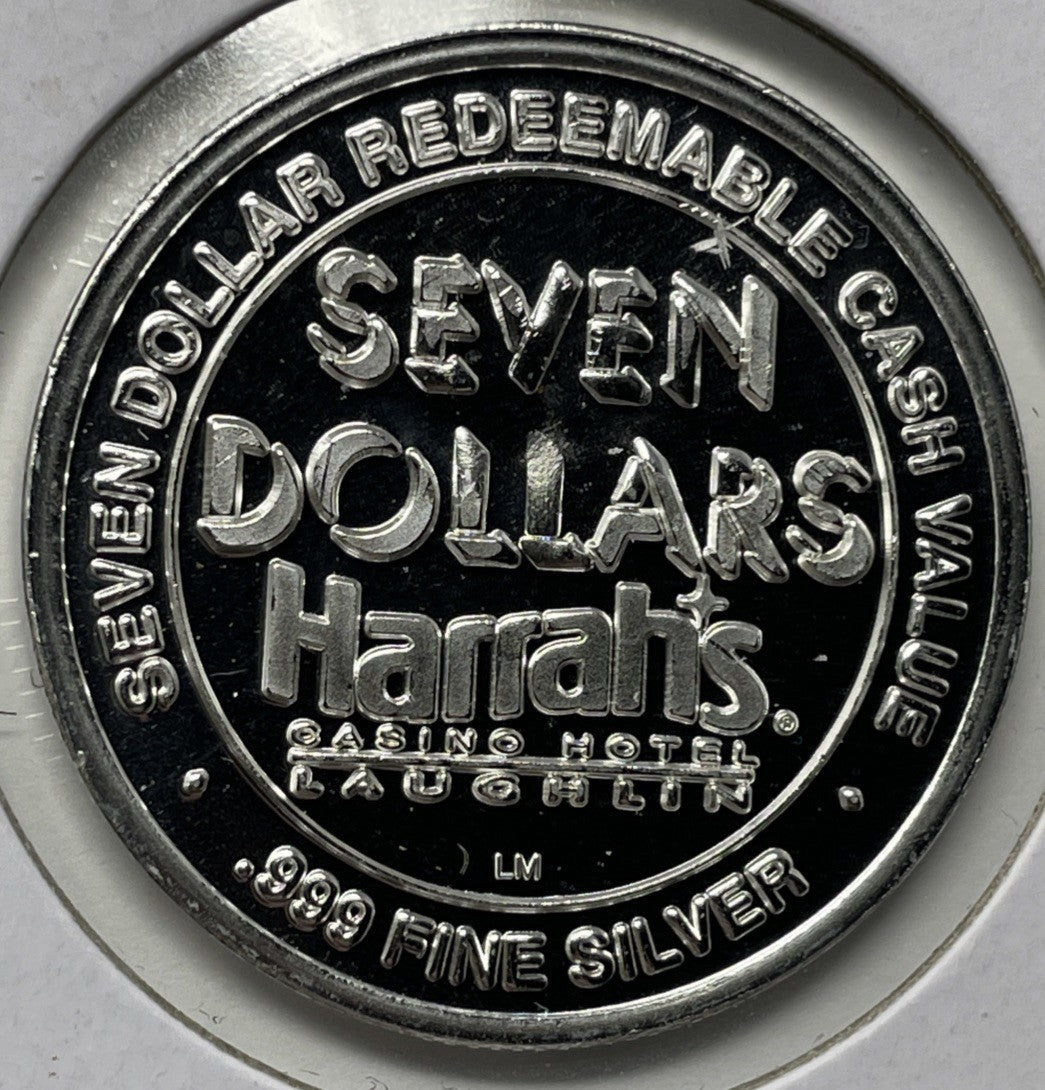 SEVEN DOLLAR REDEEMABLE CASH VALUE
SEVEN
DOLLARS
Harrah's®
CASINO HOTEL
LAUGHLIN
LM
.999 FINE SILVER